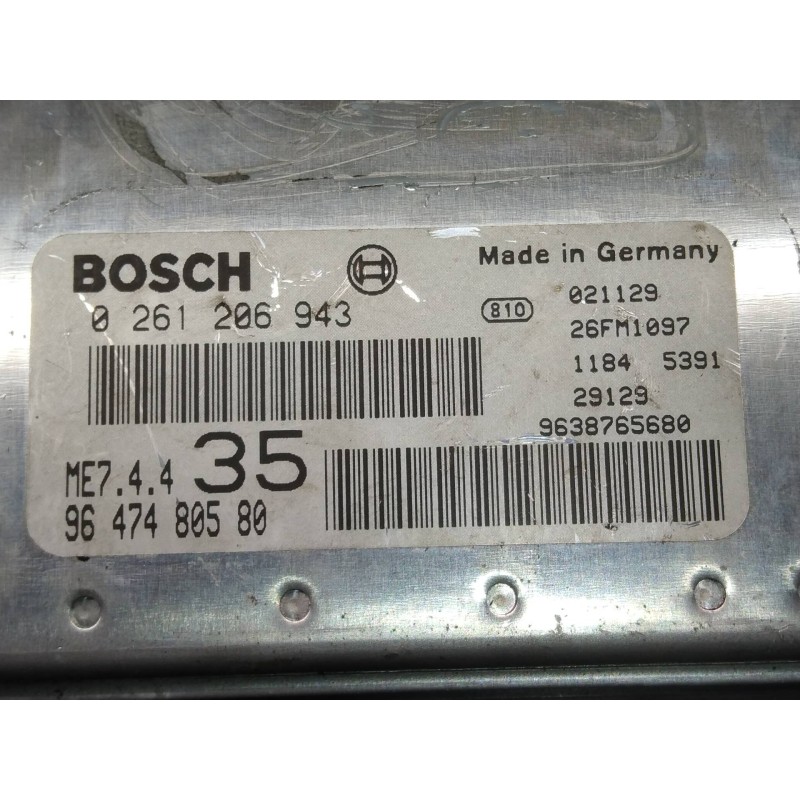 BOSCH
0 261 206 943
ME7.4.4 35
96 474 805 80
Made in Germany
810 021129
26FM1097
1184 5391
29129
9638765680